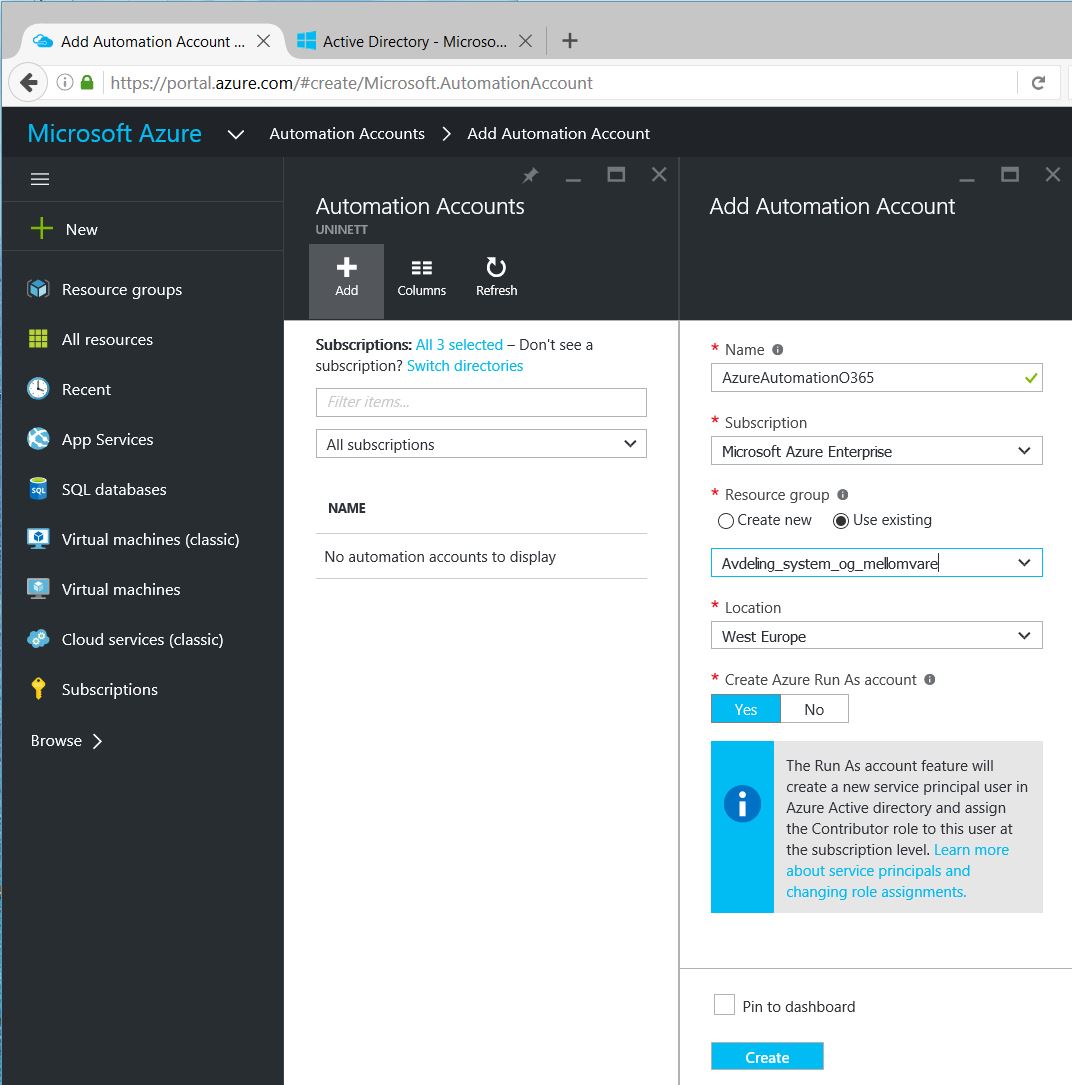 Add Automation Account ...
Active Directory - Microso...
https://portal.azure.com/#create/Microsoft.AutomationAccount
Microsoft Azure
Automation Accounts
Add Automation Account
New
Resource groups
All resources
Recent
App Services
SQL databases
Virtual machines (classic)
Virtual machines
Cloud services (classic)
Subscriptions
Browse
Automation Accounts
UNINETT
Add
Columns
Refresh
Subscriptions: All 3 selected – Don't see a
subscription? Switch directories
Filter items...
All subscriptions
NAME
No automation accounts to display
Add Automation Account
* Name
AzureAutomationO365
* Subscription
Microsoft Azure Enterprise
* Resource group
Create new Use existing
Avdeling_system_og_mellomvare
* Location
West Europe
* Create Azure Run As account
Yes No
The Run As account feature will
create a new service principal user in
Azure Active directory and assign
the Contributor role to this user at
the subscription level. Learn more
about service principals and
changing role assignments.
Pin to dashboard
Create